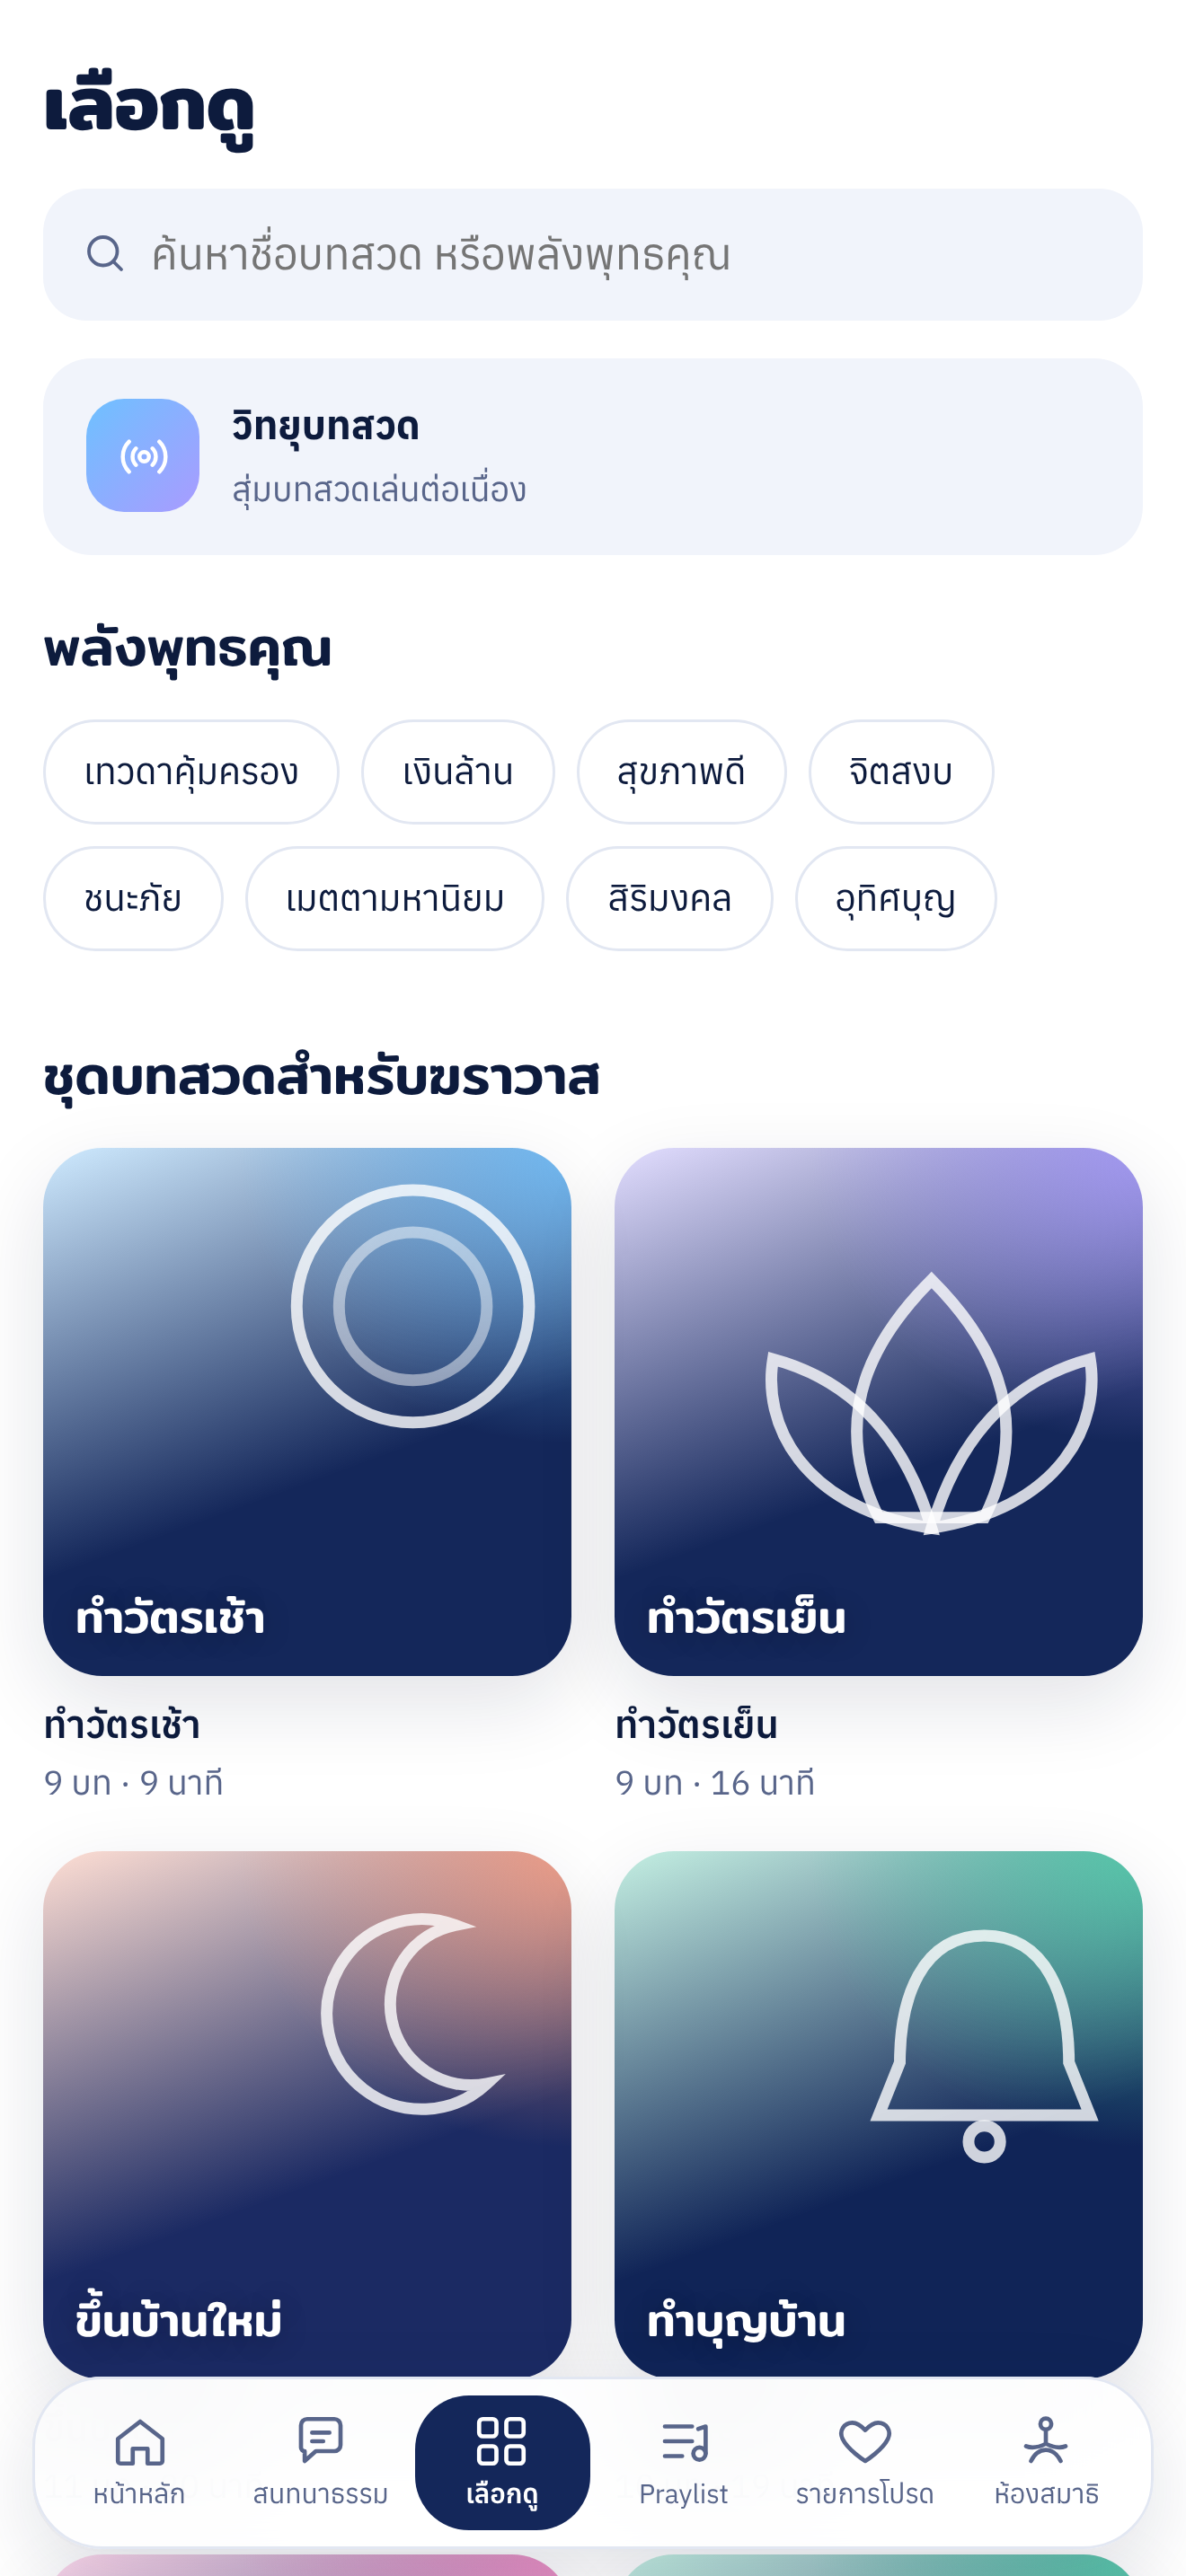 เลือกดู
ค้นหาชื่อบทสวด หรือพลังพุทธคุณ
วิทยุบทสวด
สุ่มบทสวดเล่นต่อเนื่อง
พลังพุทธคุณ
เทวดาคุ้มครอง
เงินล้าน
สุขภาพดี
จิตสงบ
ชนะภัย
เมตตามหานิยม
สิริมงคล
อุทิศบุญ
ชุดบทสวดสำหรับฆราวาส
ทำวัตรเช้า
ทำวัตรเย็น
ทำวัตรเช้า
9 บท · 9 นาที
ทำวัตรเย็น
9 บท · 16 นาที
ขึ้นบ้านใหม่
ทำบุญบ้าน
หน้าหลัก
สนทนาธรรม
เลือกดู
Praylist
รายการโปรด
ห้องสมาธิ